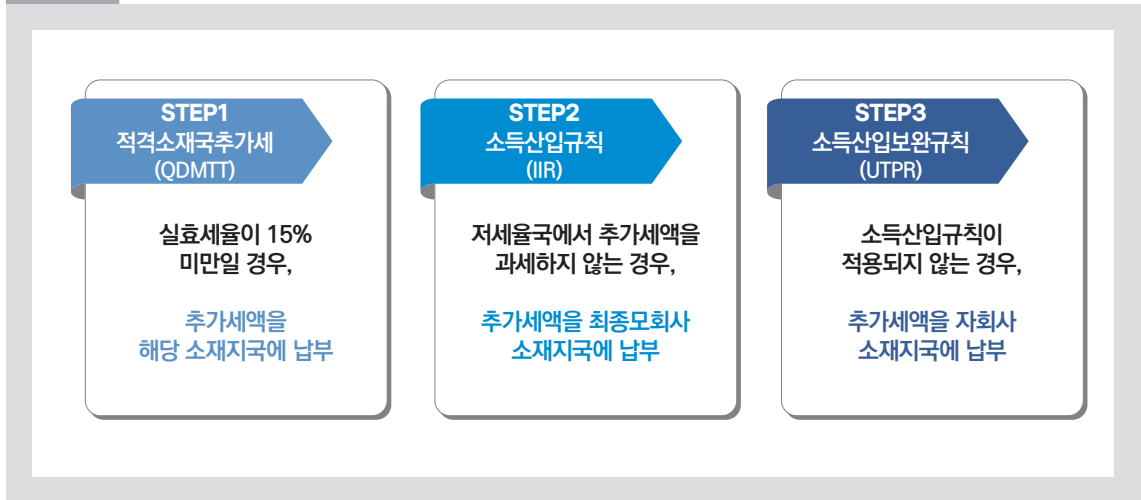 STEP1
적격소재국추가세
(QDMTT)
실효세율이 15%
미만일 경우,
추가세액을
해당 소재지국에 납부
STEP2
소득산입규칙
(IIR)
저세율국에서 추가세액을
과세하지 않는 경우,
추가세액을 최종모회사
소재지국에 납부
STEP3
소득산입보완규칙
(UTPR)
소득산입규칙이
적용되지 않는 경우,
추가세액을 자회사
소재지국에 납부